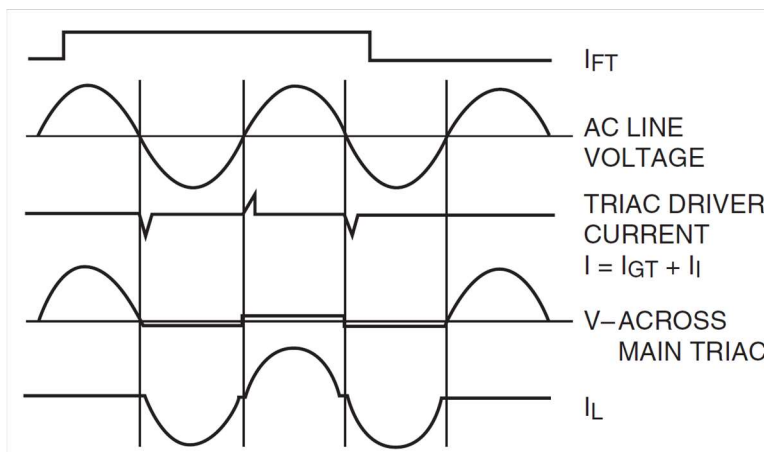 IFT
AC LINE
VOLTAGE
TRIAC DRIVER
CURRENT
I = IGT + II
V– ACROSS
MAIN TRIAC
IL